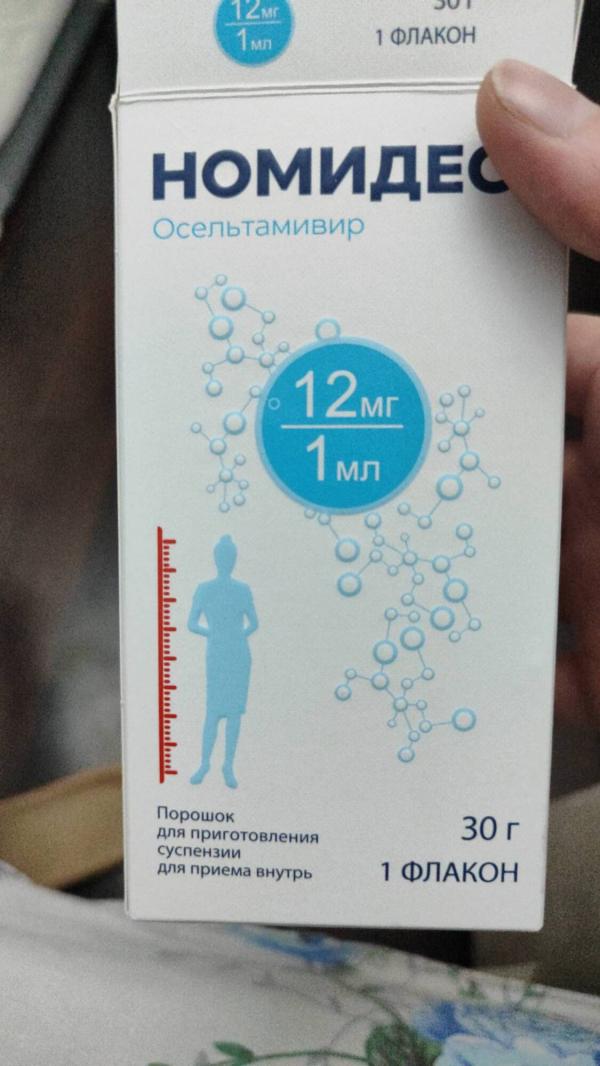 12мг
1мл
30 г
1 ФЛАКОН
НОМИДЕС
Осельтамивир
12мг
1мл
Порошок
для приготовления
суспензии
для приема внутрь
30 г
1 ФЛАКОН